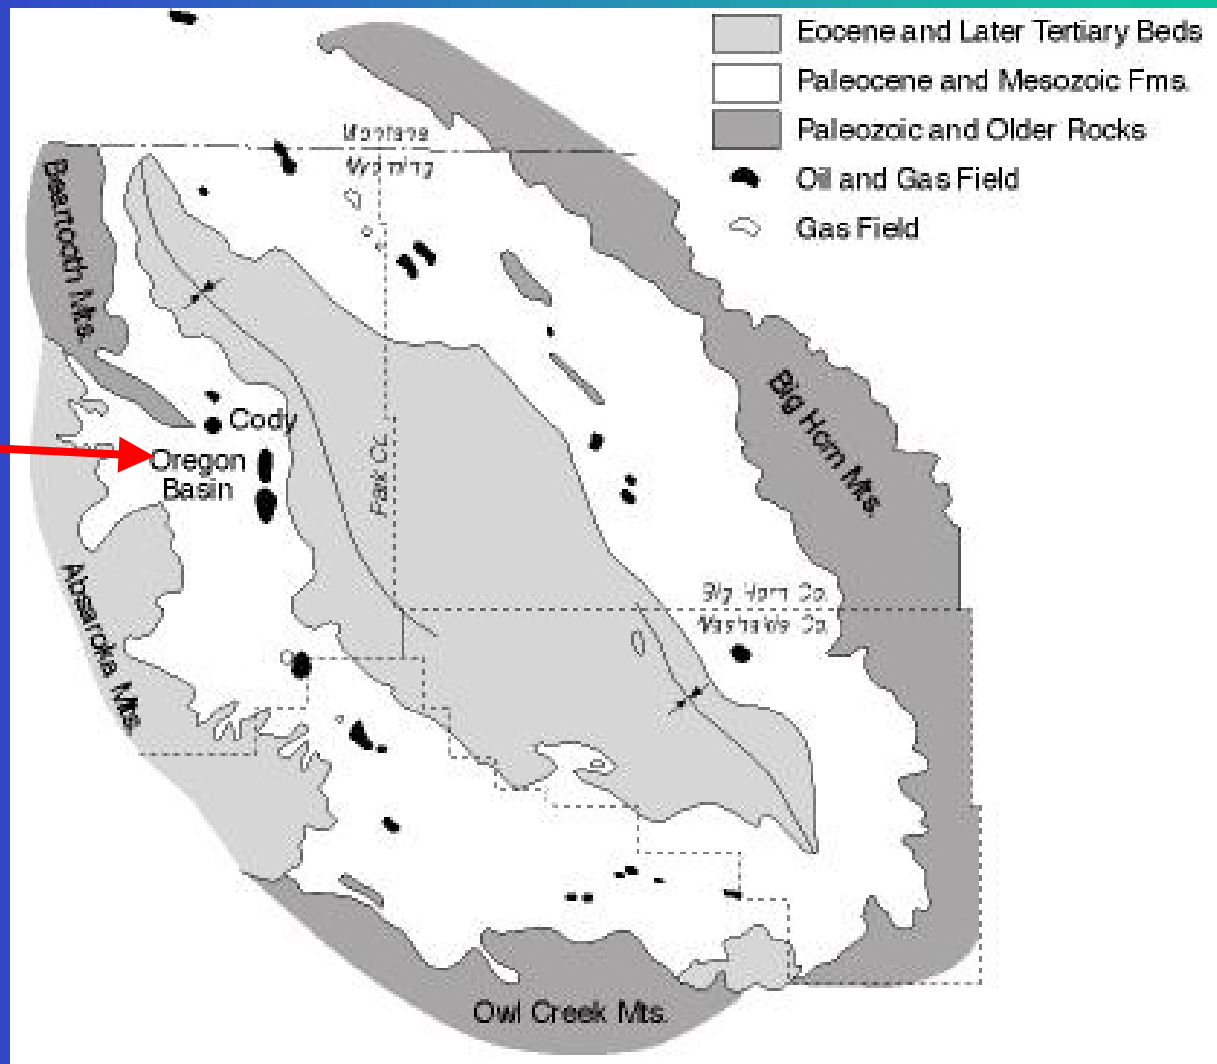 Eocene and Later Tertiary Beds
Paleocene and Mesozoic Fms.
Paleozoic and Older Rocks
Oil and Gas Field
Gas Field
Montana
Wyoming
Beartooth Mts.
Big Horn Mts.
Cody
Oregon
Basin
Park Co.
Absaroka Mts.
Big Horn Co.
Washakie Co.
Owl Creek Mts.